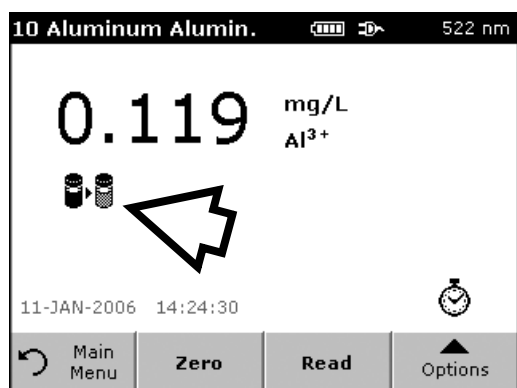 10 Aluminum Alumin. 522 nm
0.119 mg/L
Al³⁺
11-JAN-2006 14:24:30
Main Menu Zero Read Options